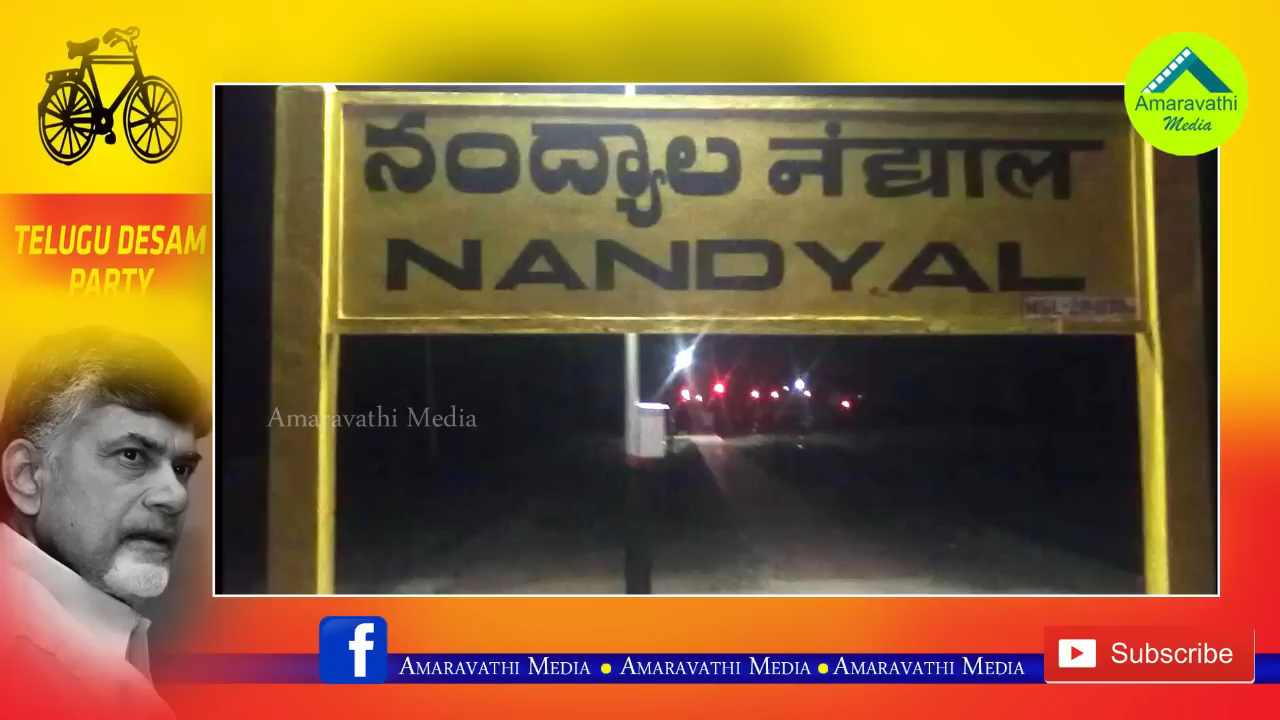 TELUGU DESAM
PARTY
Amaravathi
Media
నంద్యాల नंद्याल
NANDYAL
Amaravathi Media
f
AMARAVATHI MEDIA • AMARAVATHI MEDIA • AMARAVATHI MEDIA
Subscribe